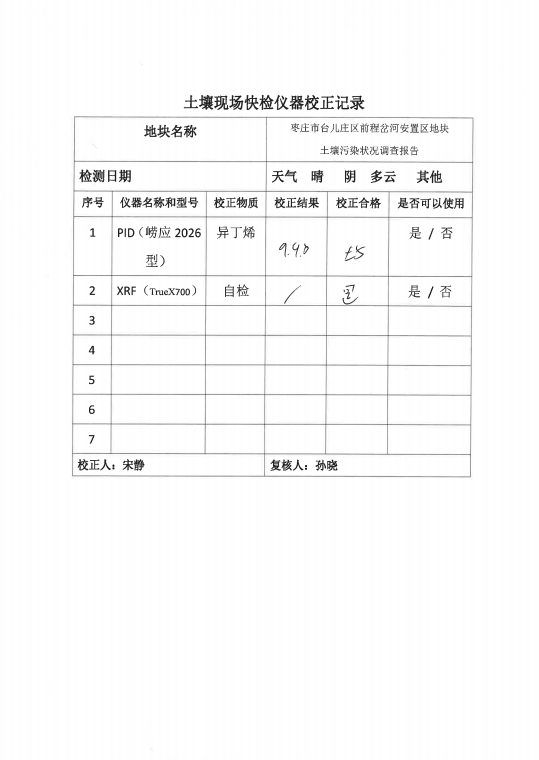 土壤现场快检仪器校正记录
地块名称
枣庄市台儿庄区前程岔河安置区地块
土壤污染状况调查报告
检测日期
天气 晴 阴 多云 其他
序号 仪器名称和型号 校正物质 校正结果 校正合格 是否可以使用
1 PID（崂应 2026 异丁烯 是 / 否
型）
2 XRF（TrueX700） 自检 / 是 / 否
3
4
5
6
7
校正人：宋静 复核人：孙晓